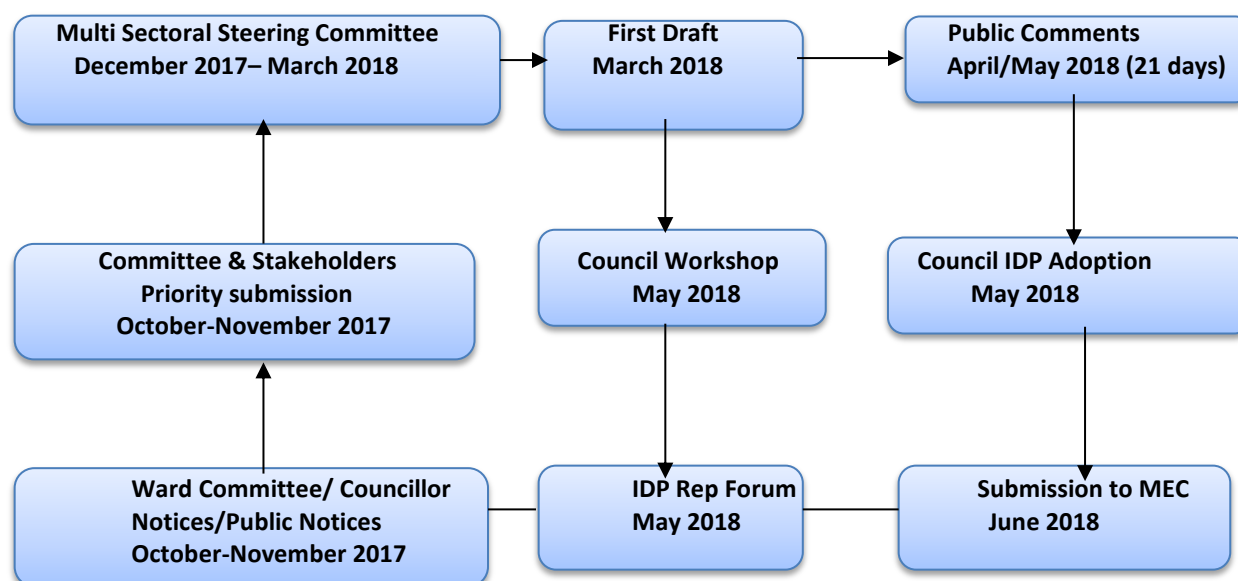 Multi Sectoral Steering Committee
December 2017– March 2018
First Draft
March 2018
Public Comments
April/May 2018 (21 days)
Committee & Stakeholders
Priority submission
October-November 2017
Council Workshop
May 2018
Council IDP Adoption
May 2018
Ward Committee/ Councillor
Notices/Public Notices
October-November 2017
IDP Rep Forum
May 2018
Submission to MEC
June 2018